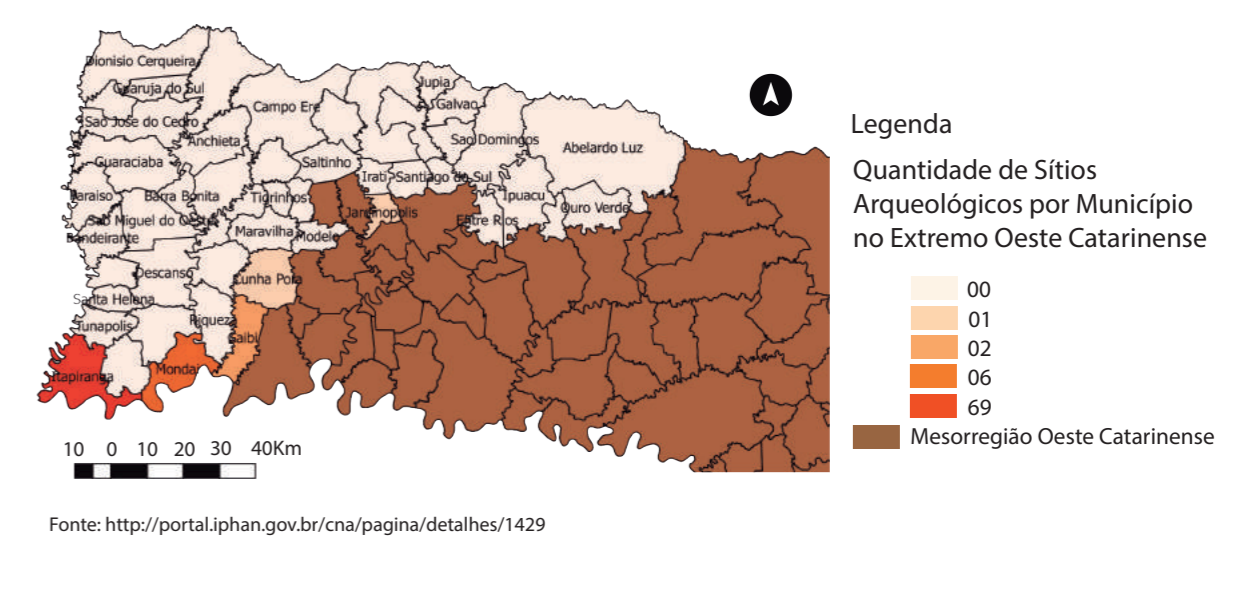 Dionisio Cerqueira
Guaruja do Sul
Sao Jose do Cedro
Guaraciaba
Paraiso
Barra Bonita
Sao Miguel do Oeste
Bandeirante
Descanso
Santa Helena
Tunapolis
Itapiranga
Mondai
Riqueza
Caibi
Cunha Pora
Maravilha
Modelo
Tigrinhos
Saltinho
Anchieta
Campo Ere
Irati
Santiago do Sul
Jardinopolis
Jupia
Galvao
Sao Domingos
Abelardo Luz
Ipuacu
Ouro Verde
Entre Rios
10 0 10 20 30 40Km
Legenda
Quantidade de Sítios
Arqueológicos por Município
no Extremo Oeste Catarinense
00
01
02
06
69
Mesorregião Oeste Catarinense
Fonte: http://portal.iphan.gov.br/cna/pagina/detalhes/1429